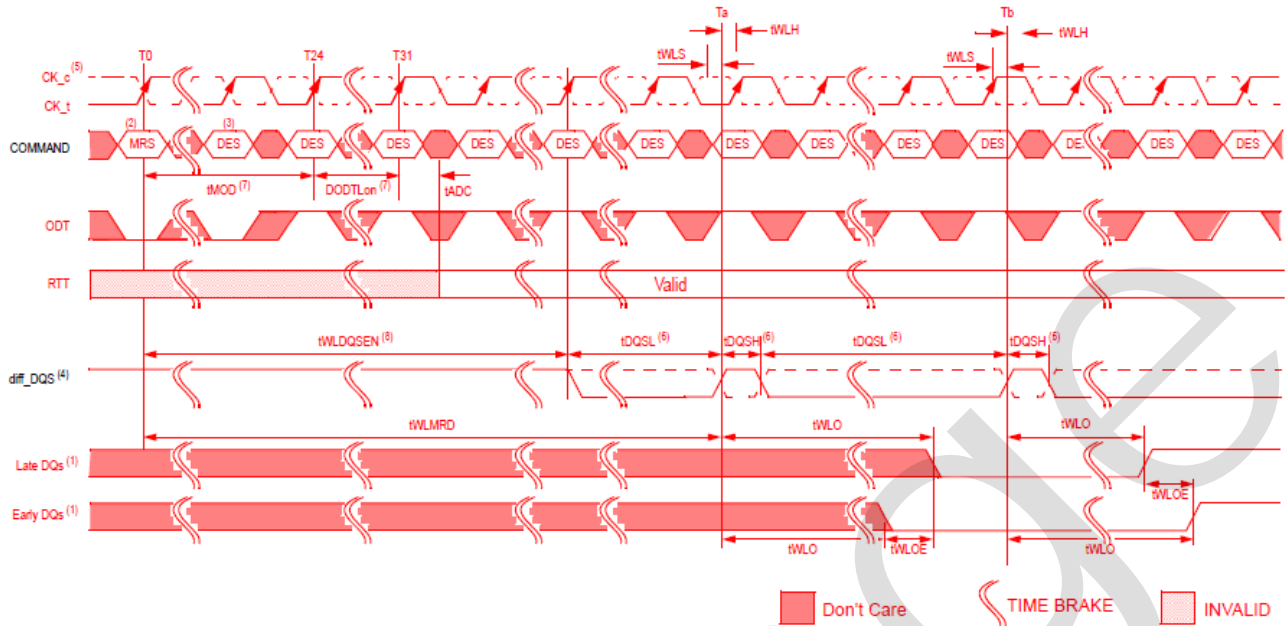 Ta
Tb
tWLH
tWLH
tWLS
tWLS
T0
T24
T31
CK_c (5)
CK_t
COMMAND
(2) MRS
(3) DES
DES
DES
DES
DES
DES
DES
DES
DES
DES
DES
DES
DES
tMOD (7)
DODTLon (7)
tADC
ODT
RTT
Valid
tWLDQSEN (8)
tDQSL (6)
tDQSH (6)
tDQSL (6)
tDQSH (6)
diff_DQS (4)
tWLMRD
tWLO
tWLO
Late DQs (1)
tWLOE
Early DQs (1)
tWLO
tWLOE
tWLO
Don't Care
TIME BRAKE
INVALID